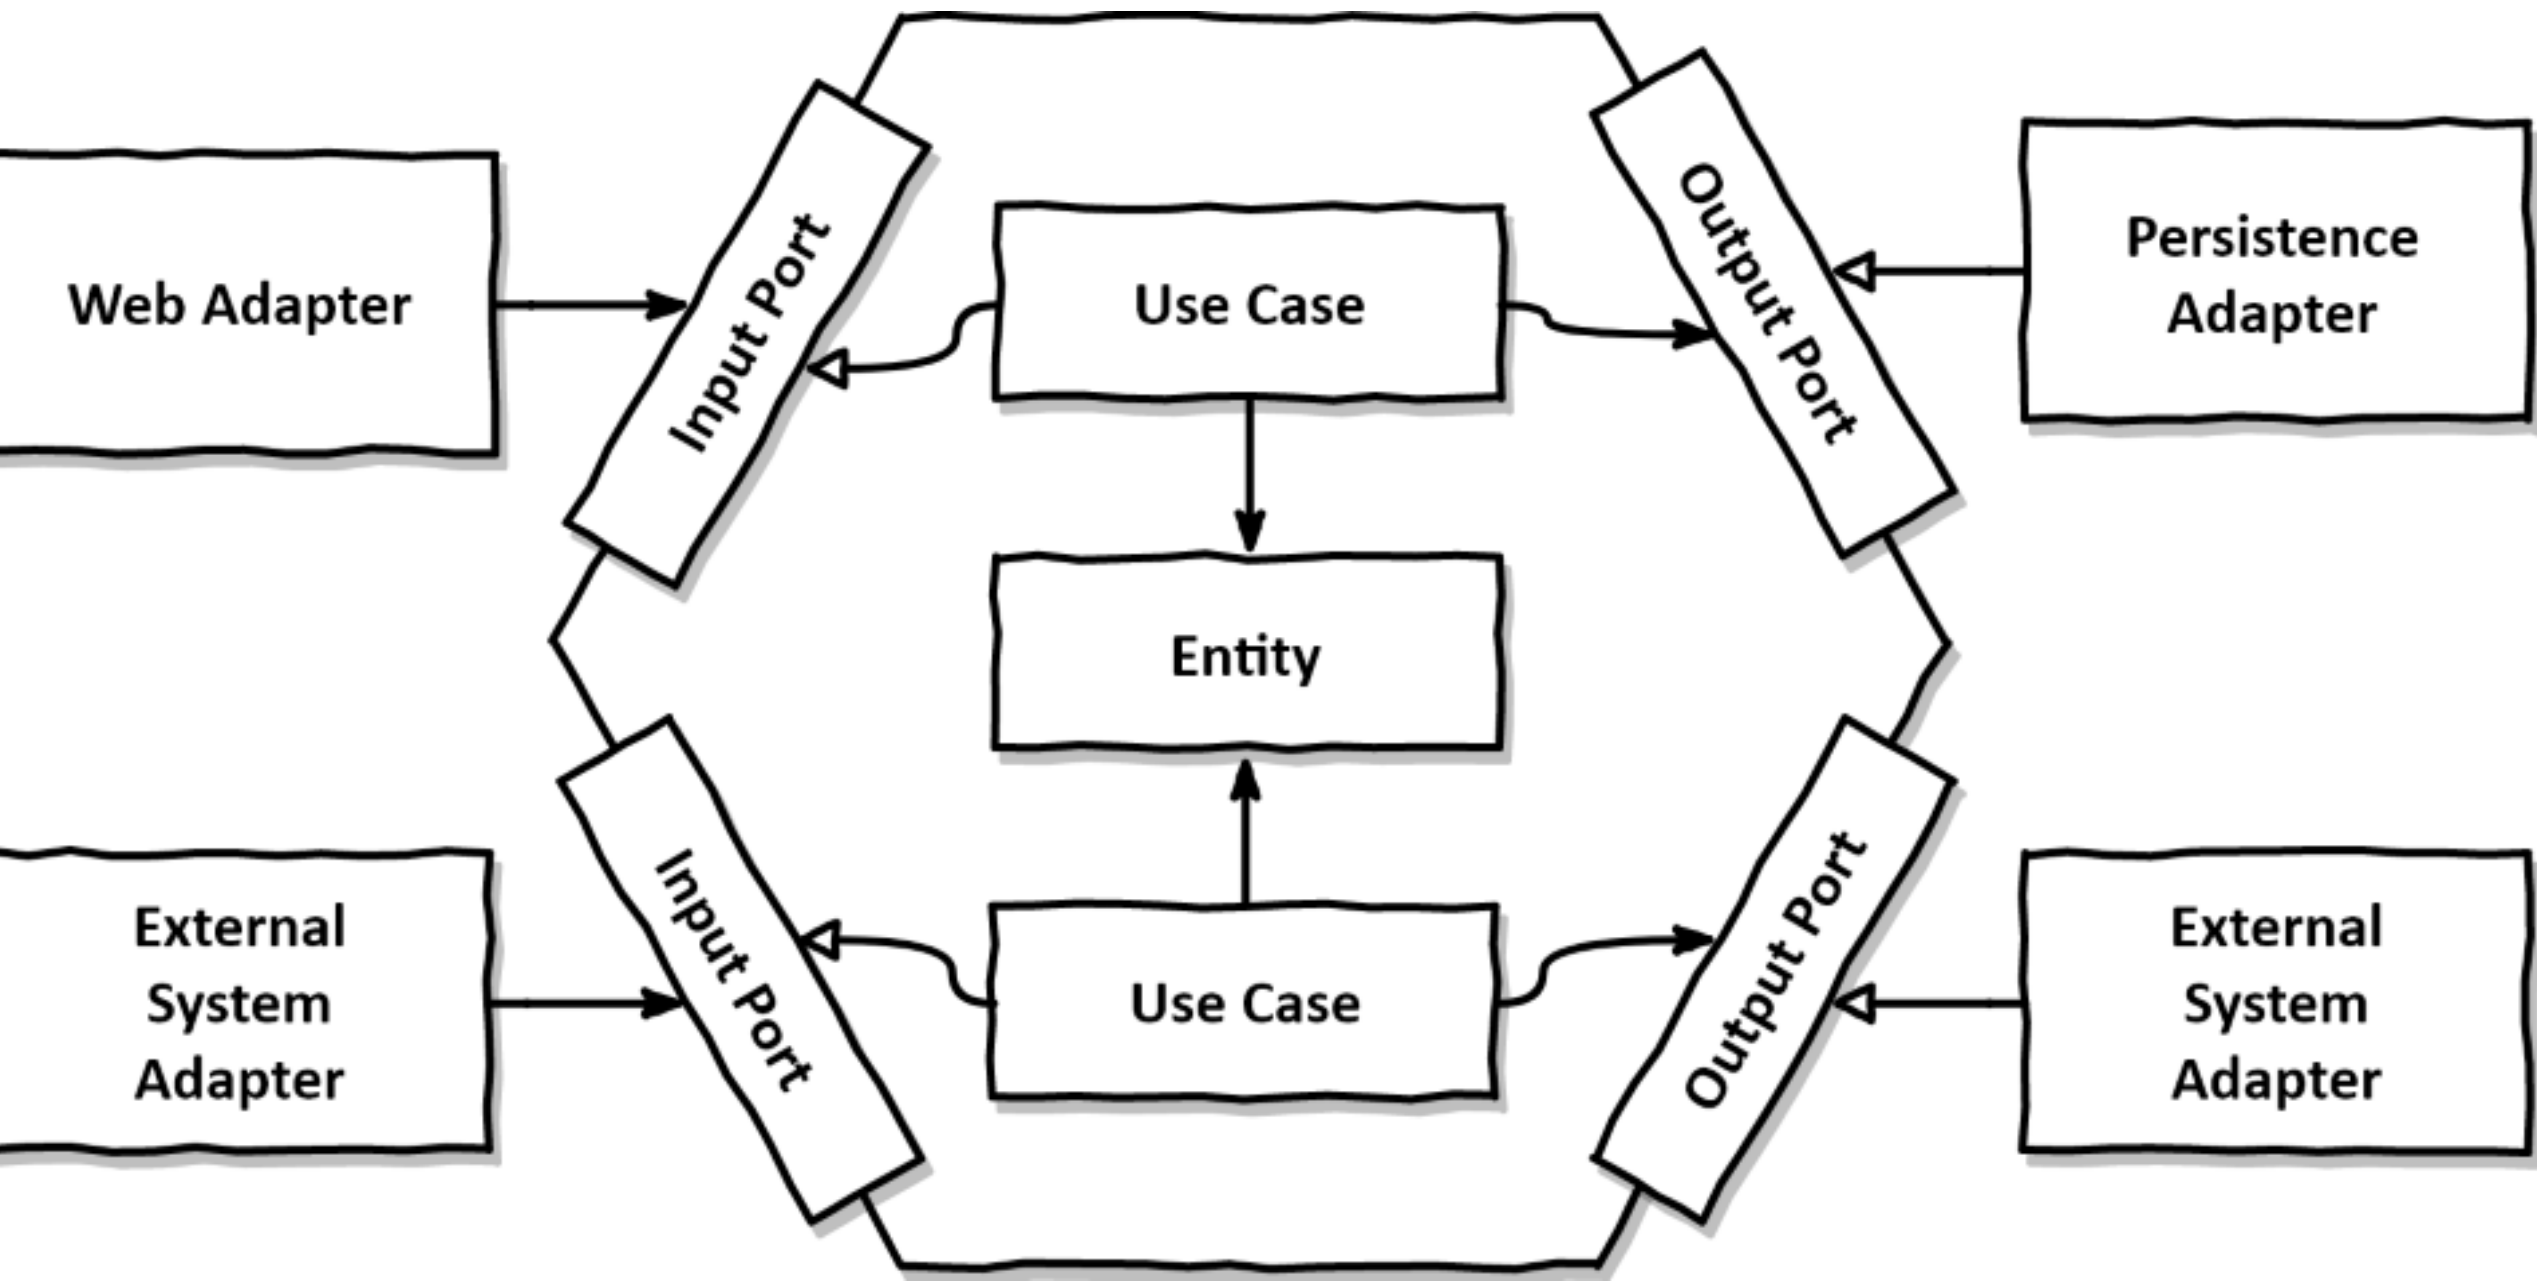 Web Adapter
Input Port
Use Case
Output Port
Persistence
Adapter
Entity
External
System
Adapter
Input Port
Use Case
Output Port
External
System
Adapter